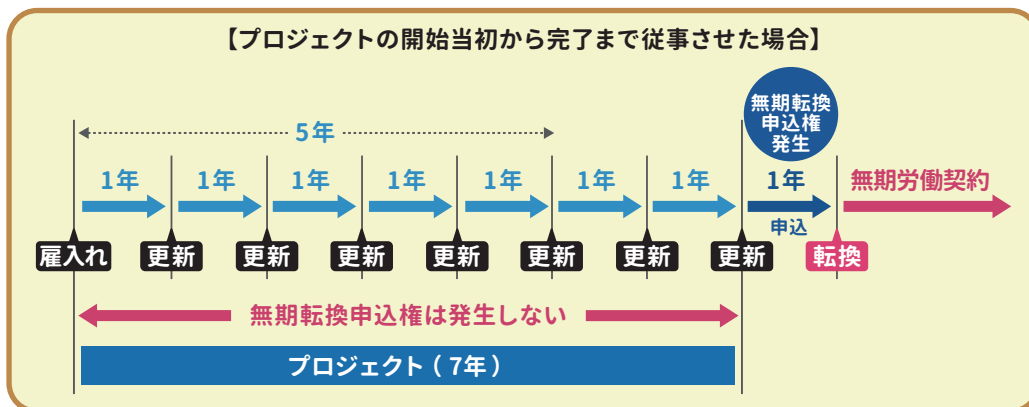 【プロジェクトの開始当初から完了まで従事させた場合】
無期転換
申込権
発生
5年
1年 1年 1年 1年 1年 1年 1年 1年 無期労働契約
申込
雇入れ 更新 更新 更新 更新 更新 更新 更新 転換
無期転換申込権は発生しない
プロジェクト（7年）